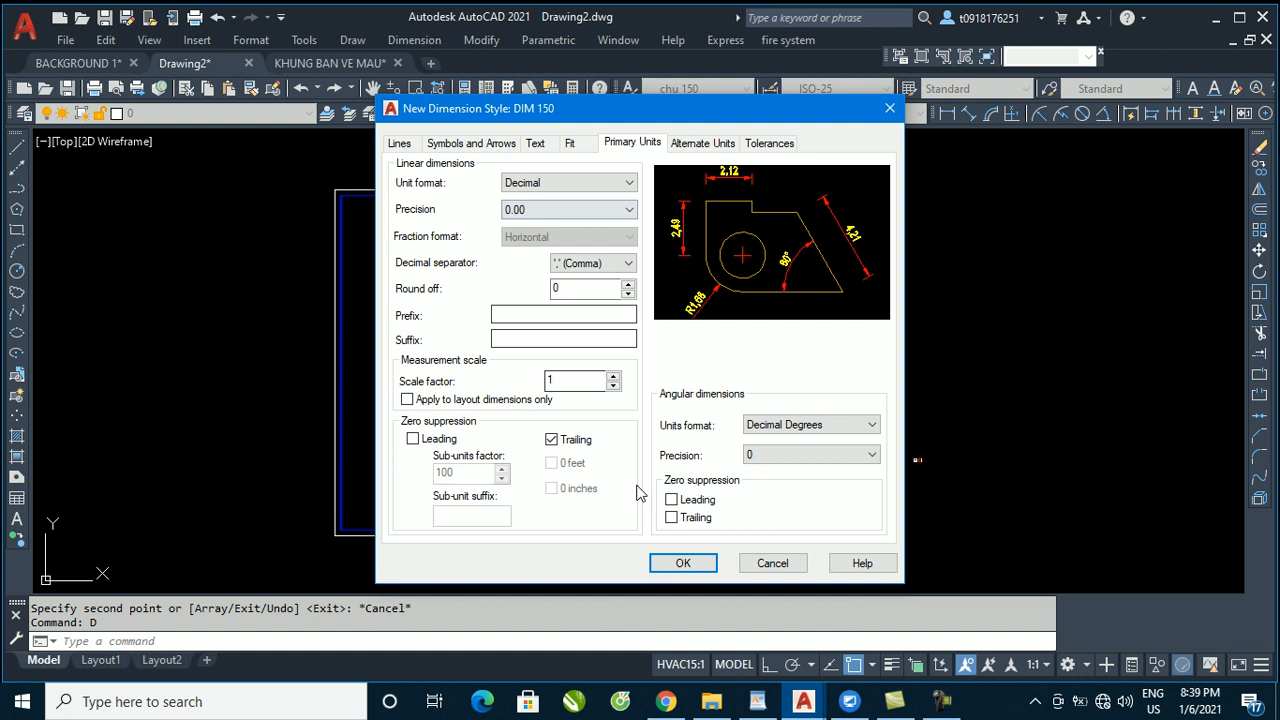 Autodesk AutoCAD 2021 Drawing2.dwg
Type a keyword or phrase
t0918176251
File Edit View Insert Format Tools Draw Dimension Modify Parametric Window Help Express fire system
BACKGROUND 1* Drawing2* KHUNG BAN VE MAU*
chu 150 ISO-25 Standard Standard
0
[−][Top][2D Wireframe]
New Dimension Style: DIM 150
Lines Symbols and Arrows Text Fit Primary Units Alternate Units Tolerances
Linear dimensions
Unit format: Decimal
Precision 0.00
Fraction format: Horizontal
Decimal separator: ',' (Comma)
Round off: 0
Prefix:
Suffix:
Measurement scale
Scale factor: 1
Apply to layout dimensions only
Zero suppression
Leading Trailing
Sub-units factor: 0 feet
100
0 inches
Sub-unit suffix:
2,12
2,49
4,21
60°
R1,68
Angular dimensions
Units format: Decimal Degrees
Precision: 0
Zero suppression
Leading
Trailing
OK Cancel Help
Y
X
Specify second point or [Array/Exit/Undo] <Exit>: *Cancel*
Command: D
Type a command
Model Layout1 Layout2
HVAC15:1 MODEL 1:1
Type here to search
ENG
US
8:39 PM
1/6/2021
17